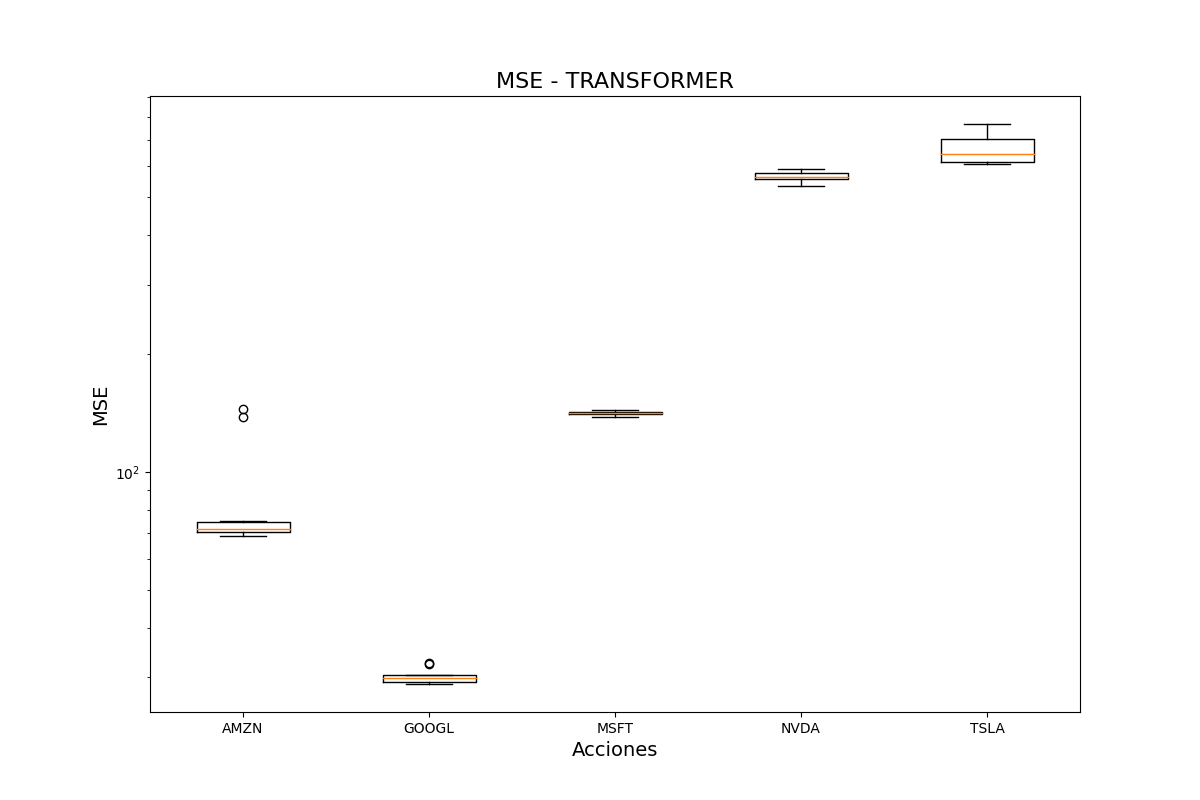 MSE - TRANSFORMER
MSE
10²
AMZN GOOGL MSFT NVDA TSLA
Acciones